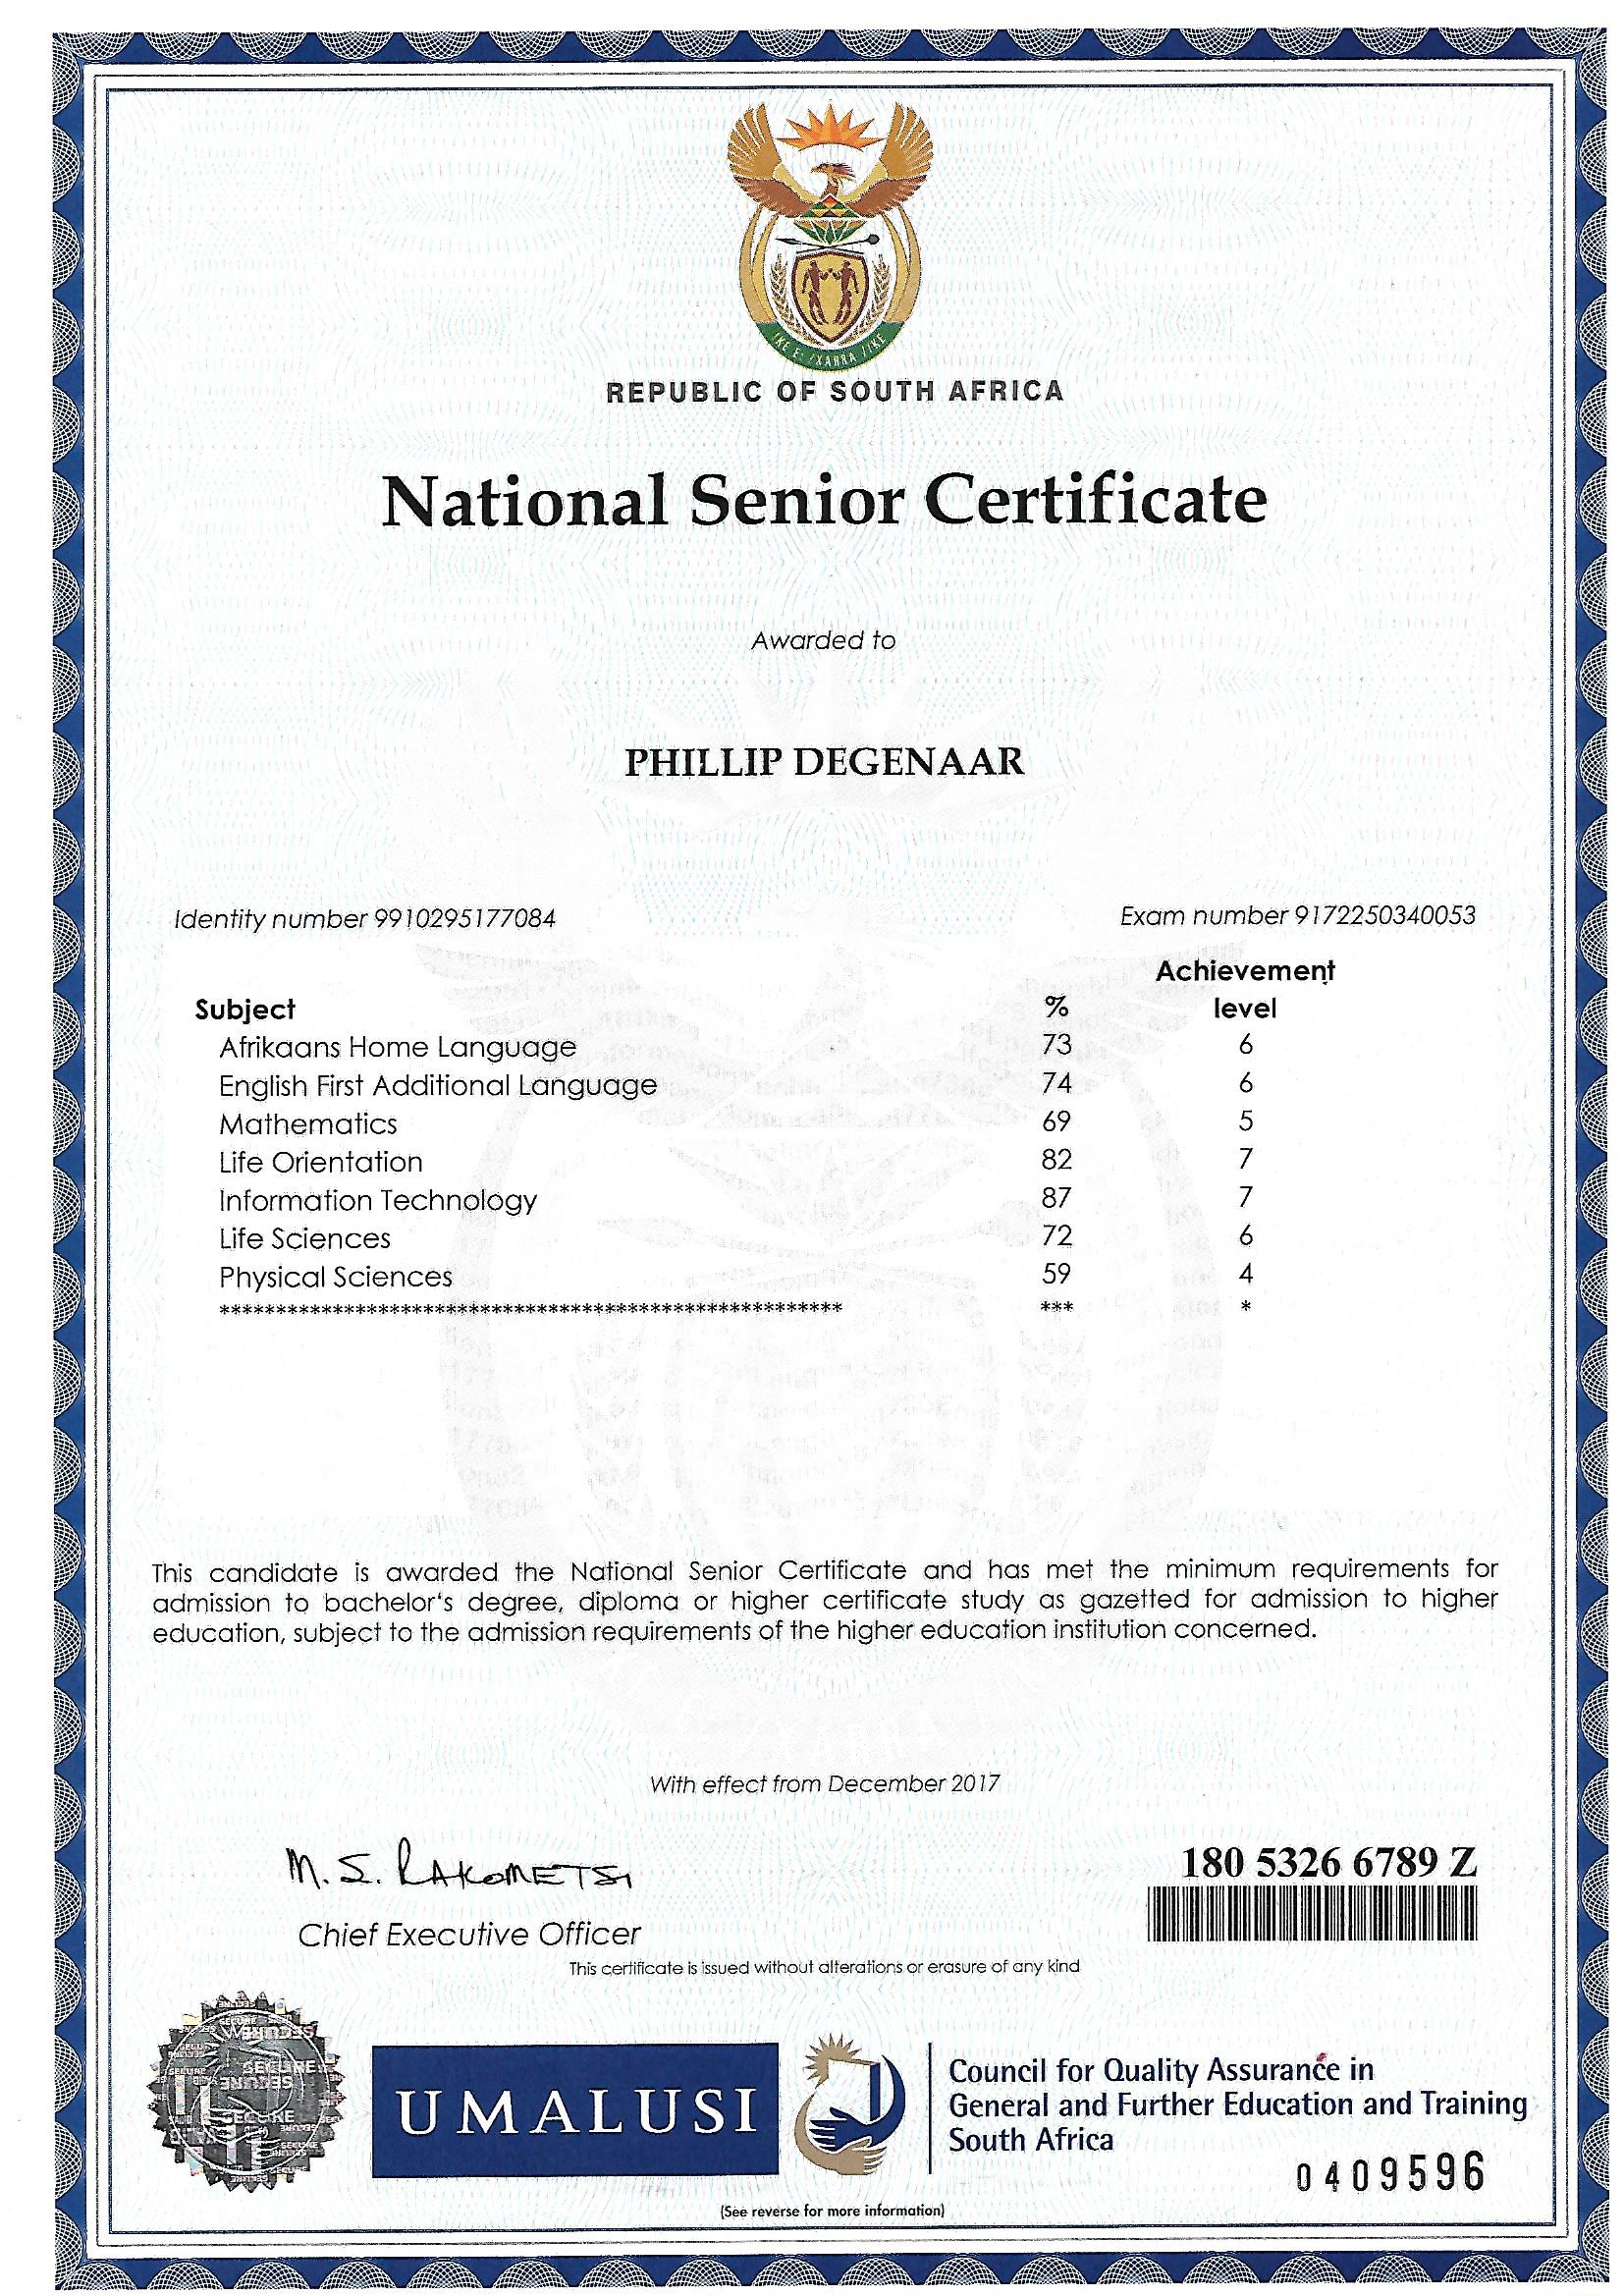 !KE E: /XARRA //KE
REPUBLIC OF SOUTH AFRICA
National Senior Certificate
Awarded to
PHILLIP DEGENAAR
Identity number 9910295177084 Exam number 9172250340053
Achievement
Subject % level
Afrikaans Home Language 73 6
English First Additional Language 74 6
Mathematics 69 5
Life Orientation 82 7
Information Technology 87 7
Life Sciences 72 6
Physical Sciences 59 4
******************************************************* *** *
This candidate is awarded the National Senior Certificate and has met the minimum requirements for
admission to bachelor's degree, diploma or higher certificate study as gazetted for admission to higher
education, subject to the admission requirements of the higher education institution concerned.
With effect from December 2017
M.S. RAKOMETSI
180 5326 6789 Z
Chief Executive Officer
This certificate is issued without alterations or erasure of any kind
SECURE
SECURE
SECURE
UMALUSI
Council for Quality Assurance in
General and Further Education and Training
South Africa
0409596
(See reverse for more information)